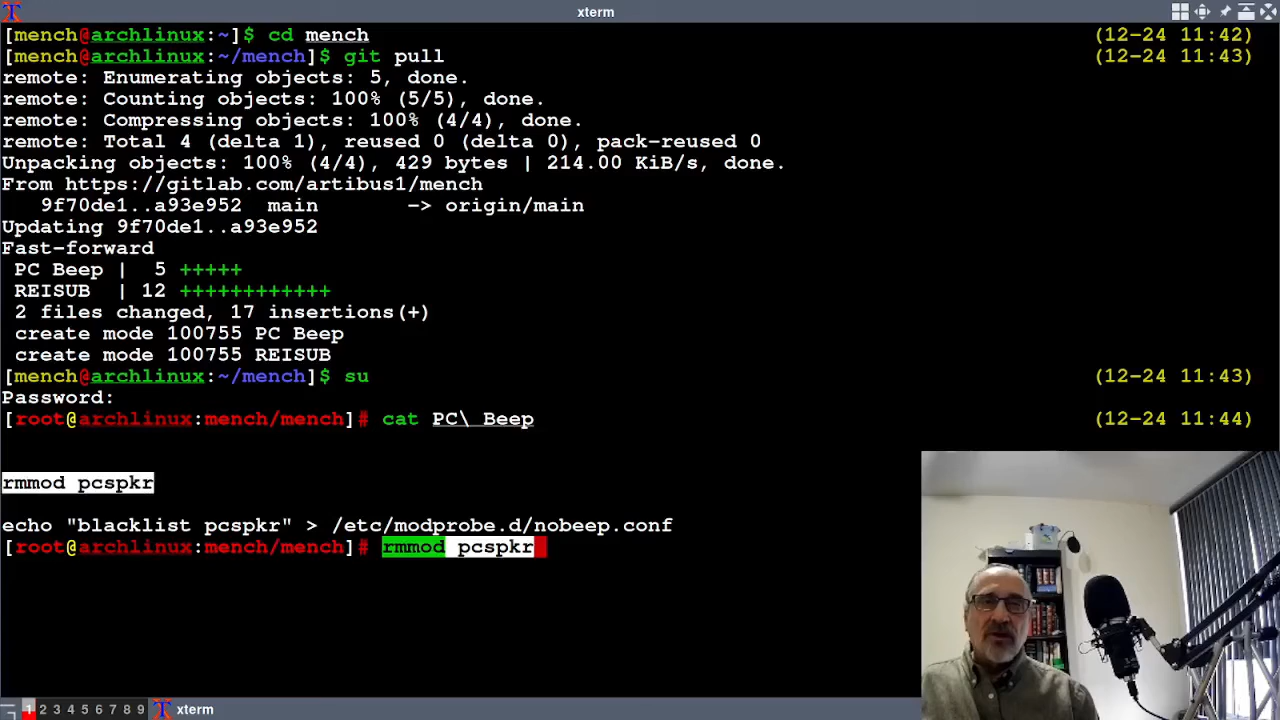 xterm
[mench@archlinux:~]$ cd mench (12-24 11:42)
[mench@archlinux:~/mench]$ git pull (12-24 11:43)
remote: Enumerating objects: 5, done.
remote: Counting objects: 100% (5/5), done.
remote: Compressing objects: 100% (4/4), done.
remote: Total 4 (delta 1), reused 0 (delta 0), pack-reused 0
Unpacking objects: 100% (4/4), 429 bytes | 214.00 KiB/s, done.
From https://gitlab.com/artibus1/mench
9f70de1..a93e952 main -> origin/main
Updating 9f70de1..a93e952
Fast-forward
PC Beep | 5 +++++
REISUB | 12 ++++++++++++
2 files changed, 17 insertions(+)
create mode 100755 PC Beep
create mode 100755 REISUB
[mench@archlinux:~/mench]$ su (12-24 11:43)
Password:
[root@archlinux:mench/mench]# cat PC\ Beep (12-24 11:44)
rmmod pcspkr
echo "blacklist pcspkr" > /etc/modprobe.d/nobeep.conf
[root@archlinux:mench/mench]# rmmod pcspkr
1 2 3 4 5 6 7 8 9 xterm